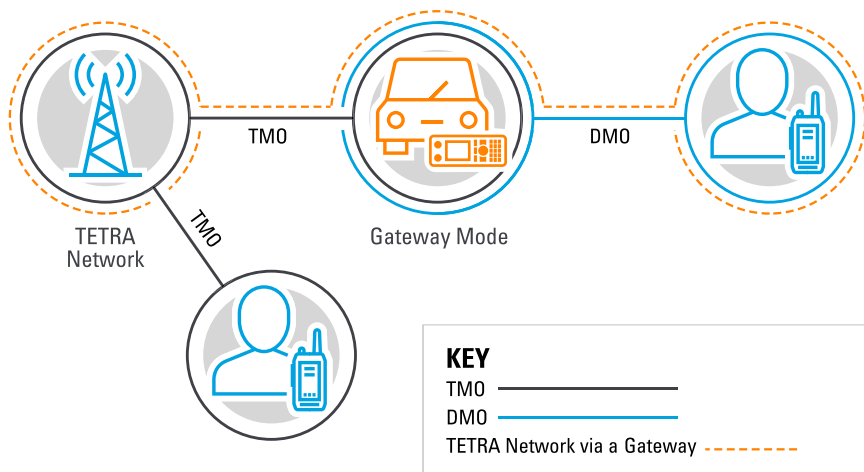 TMO
DMO
TETRA
Network
Gateway Mode
TMO
KEY
TMO
DMO
TETRA Network via a Gateway